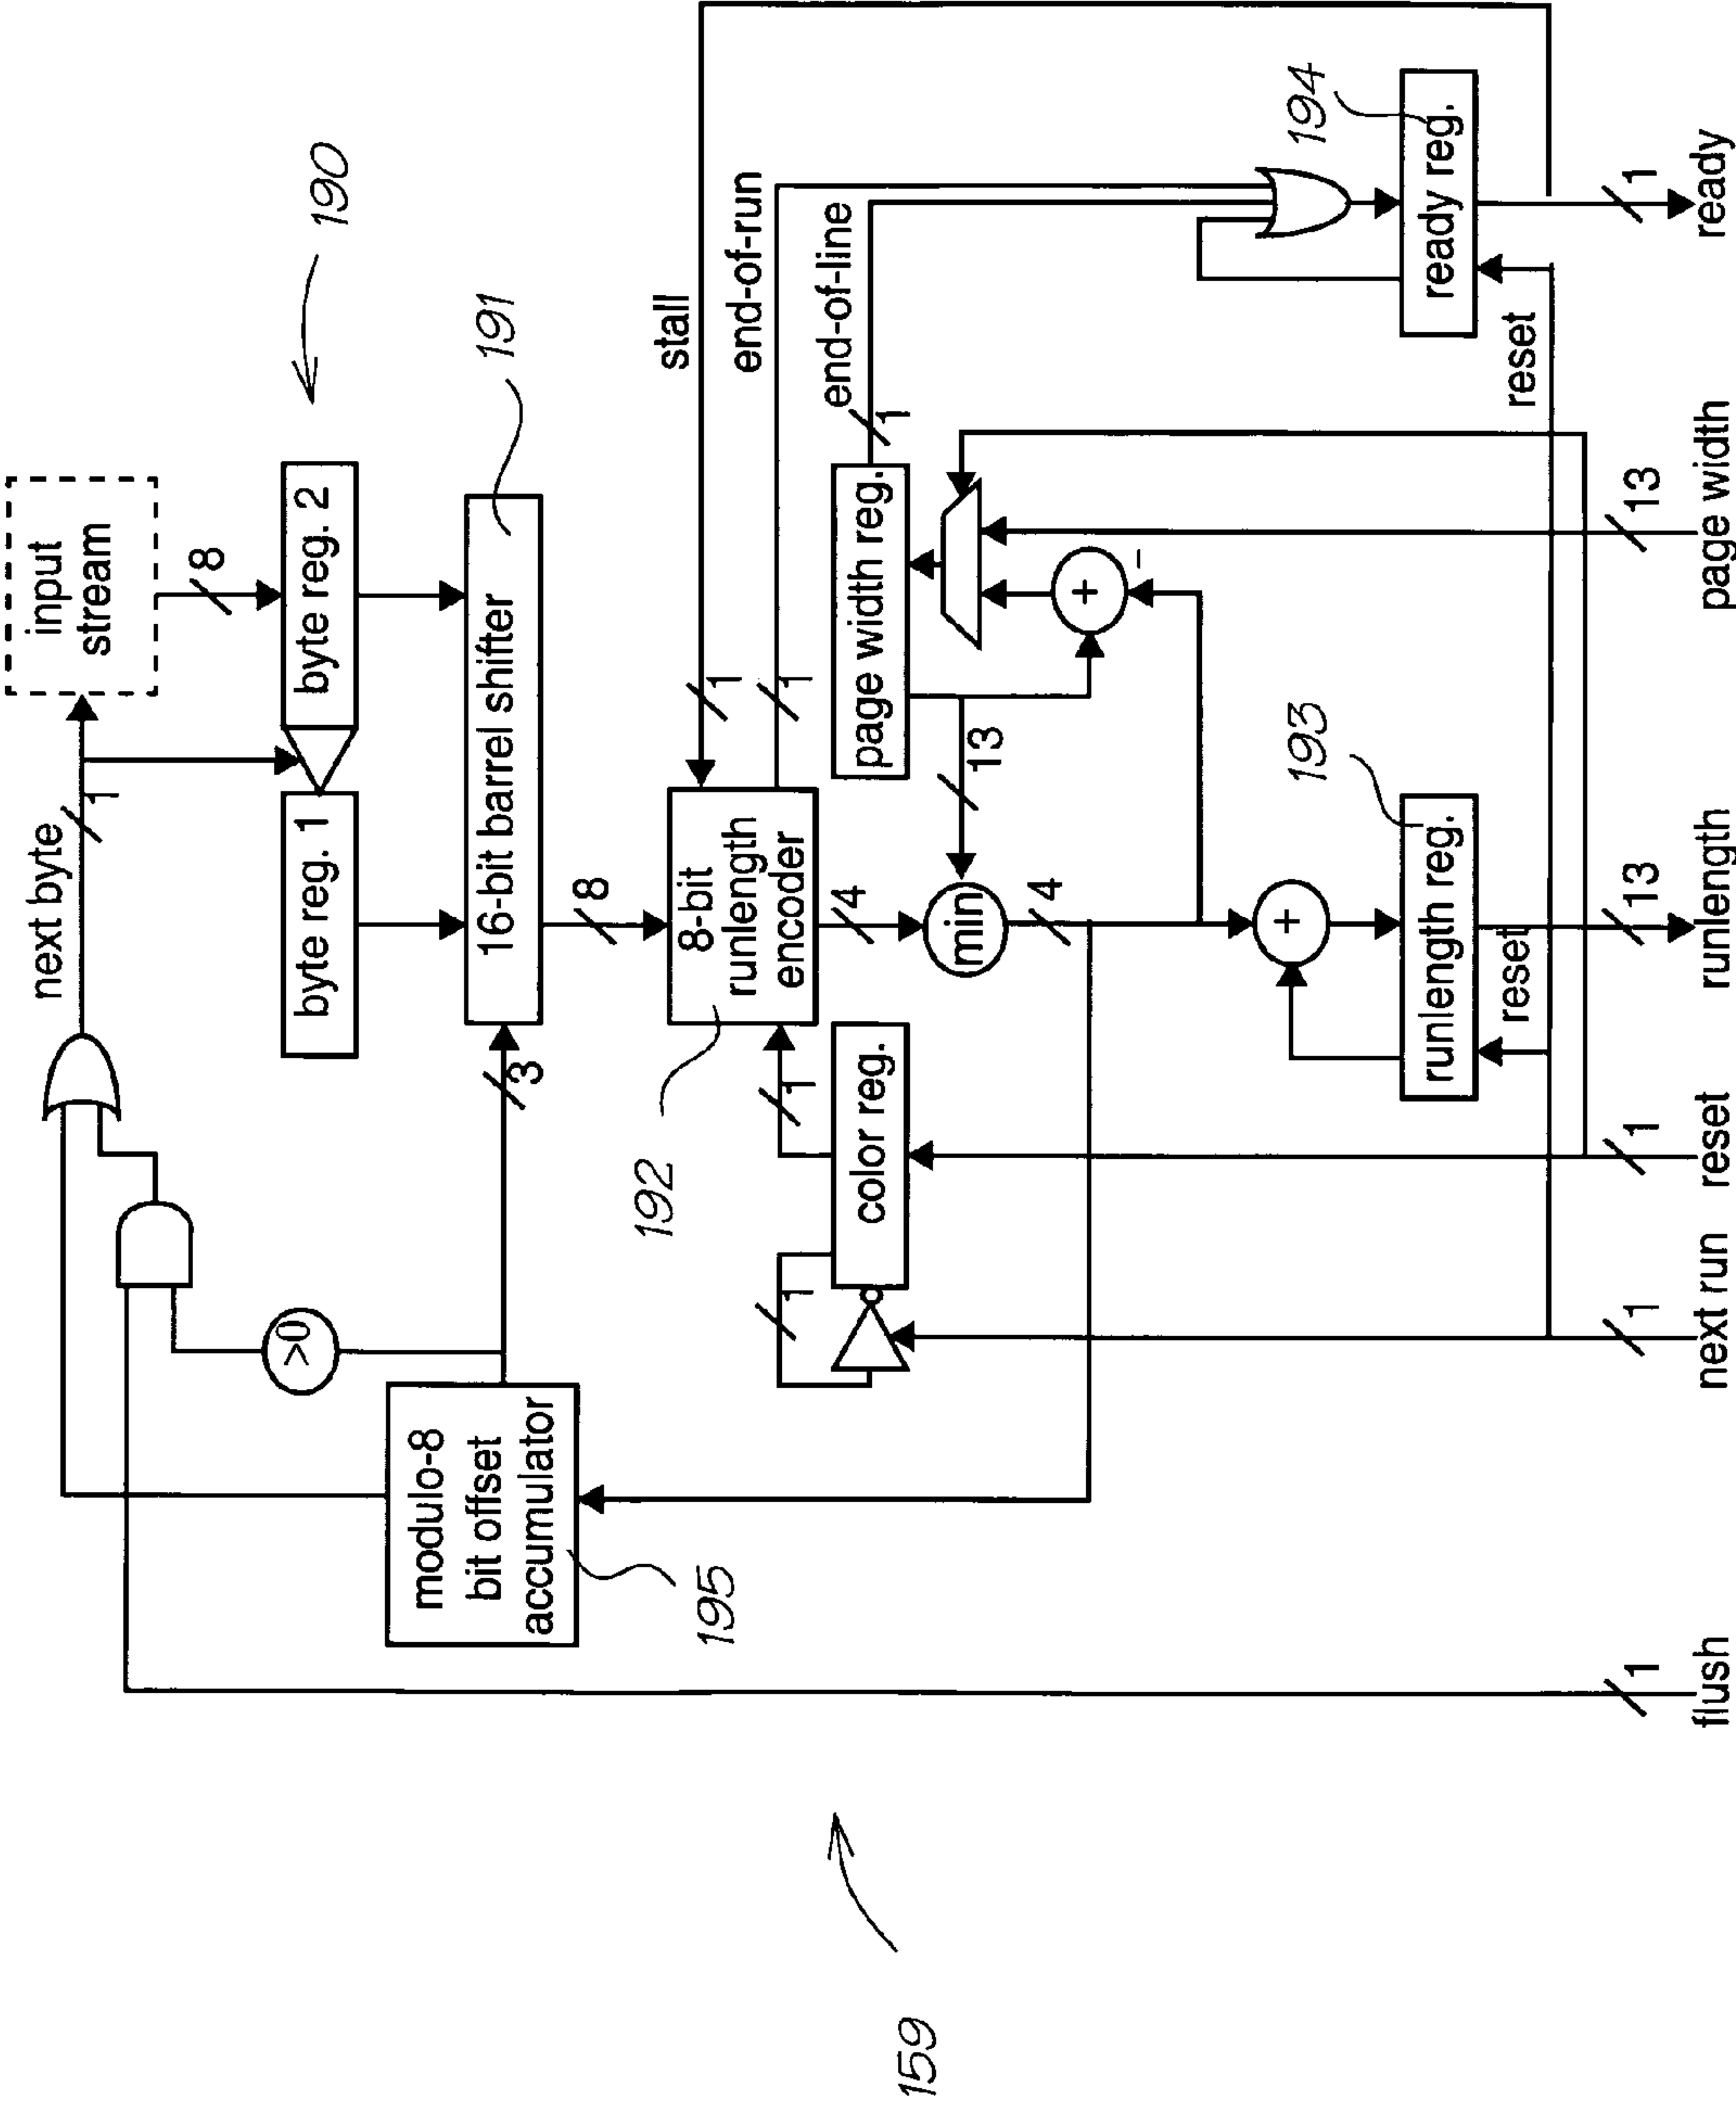 190
input
stream
next byte
1
8
byte reg. 1
byte reg. 2
191
16-bit barrel shifter
>0
3
8
modulo-8
bit offset
accumulator
195
stall
1
end-of-run
1
end-of-line
1
192
8-bit
runlength
encoder
1
1
color reg.
page width reg.
4
min
13
4
+
-
+
193
runlength reg.
reset
194
ready reg.
reset
159
1
flush
1
next run
1
reset
13
runlength
13
page width
1
ready